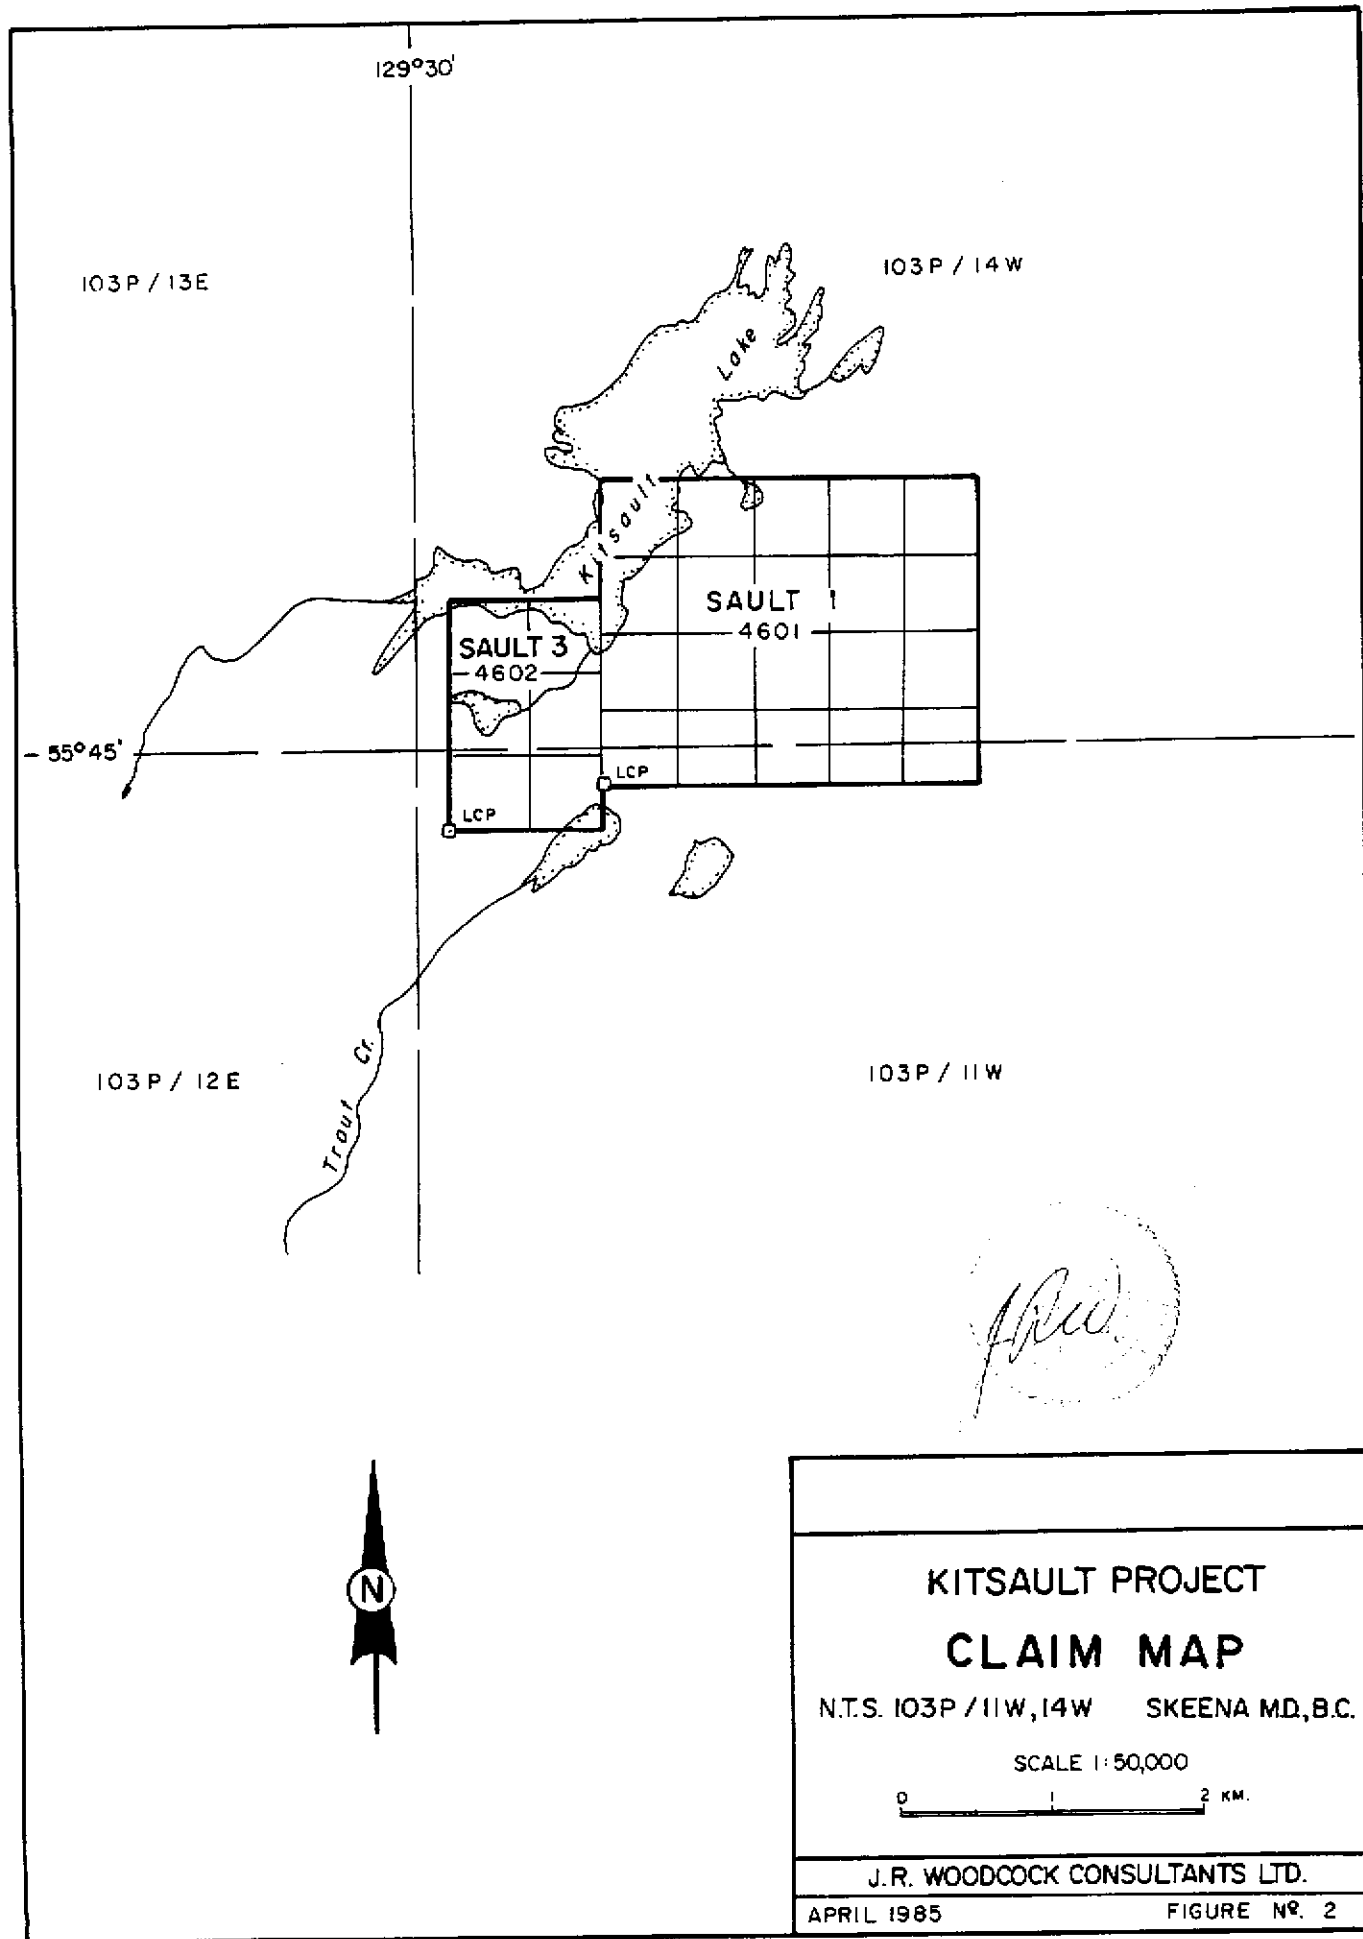 129°30'
103P / 13E
103P / 14W
Kitsault Lake
SAULT 1
4601
SAULT 3
4602
55°45'
LCP
LCP
103P / 12E
103P / 11W
Trout Cr.
N
KITSAULT PROJECT
CLAIM MAP
N.T.S. 103P/11W,14W SKEENA M.D., B.C.
SCALE 1:50,000
0 1 2 KM.
J.R. WOODCOCK CONSULTANTS LTD.
APRIL 1985 FIGURE Nº. 2